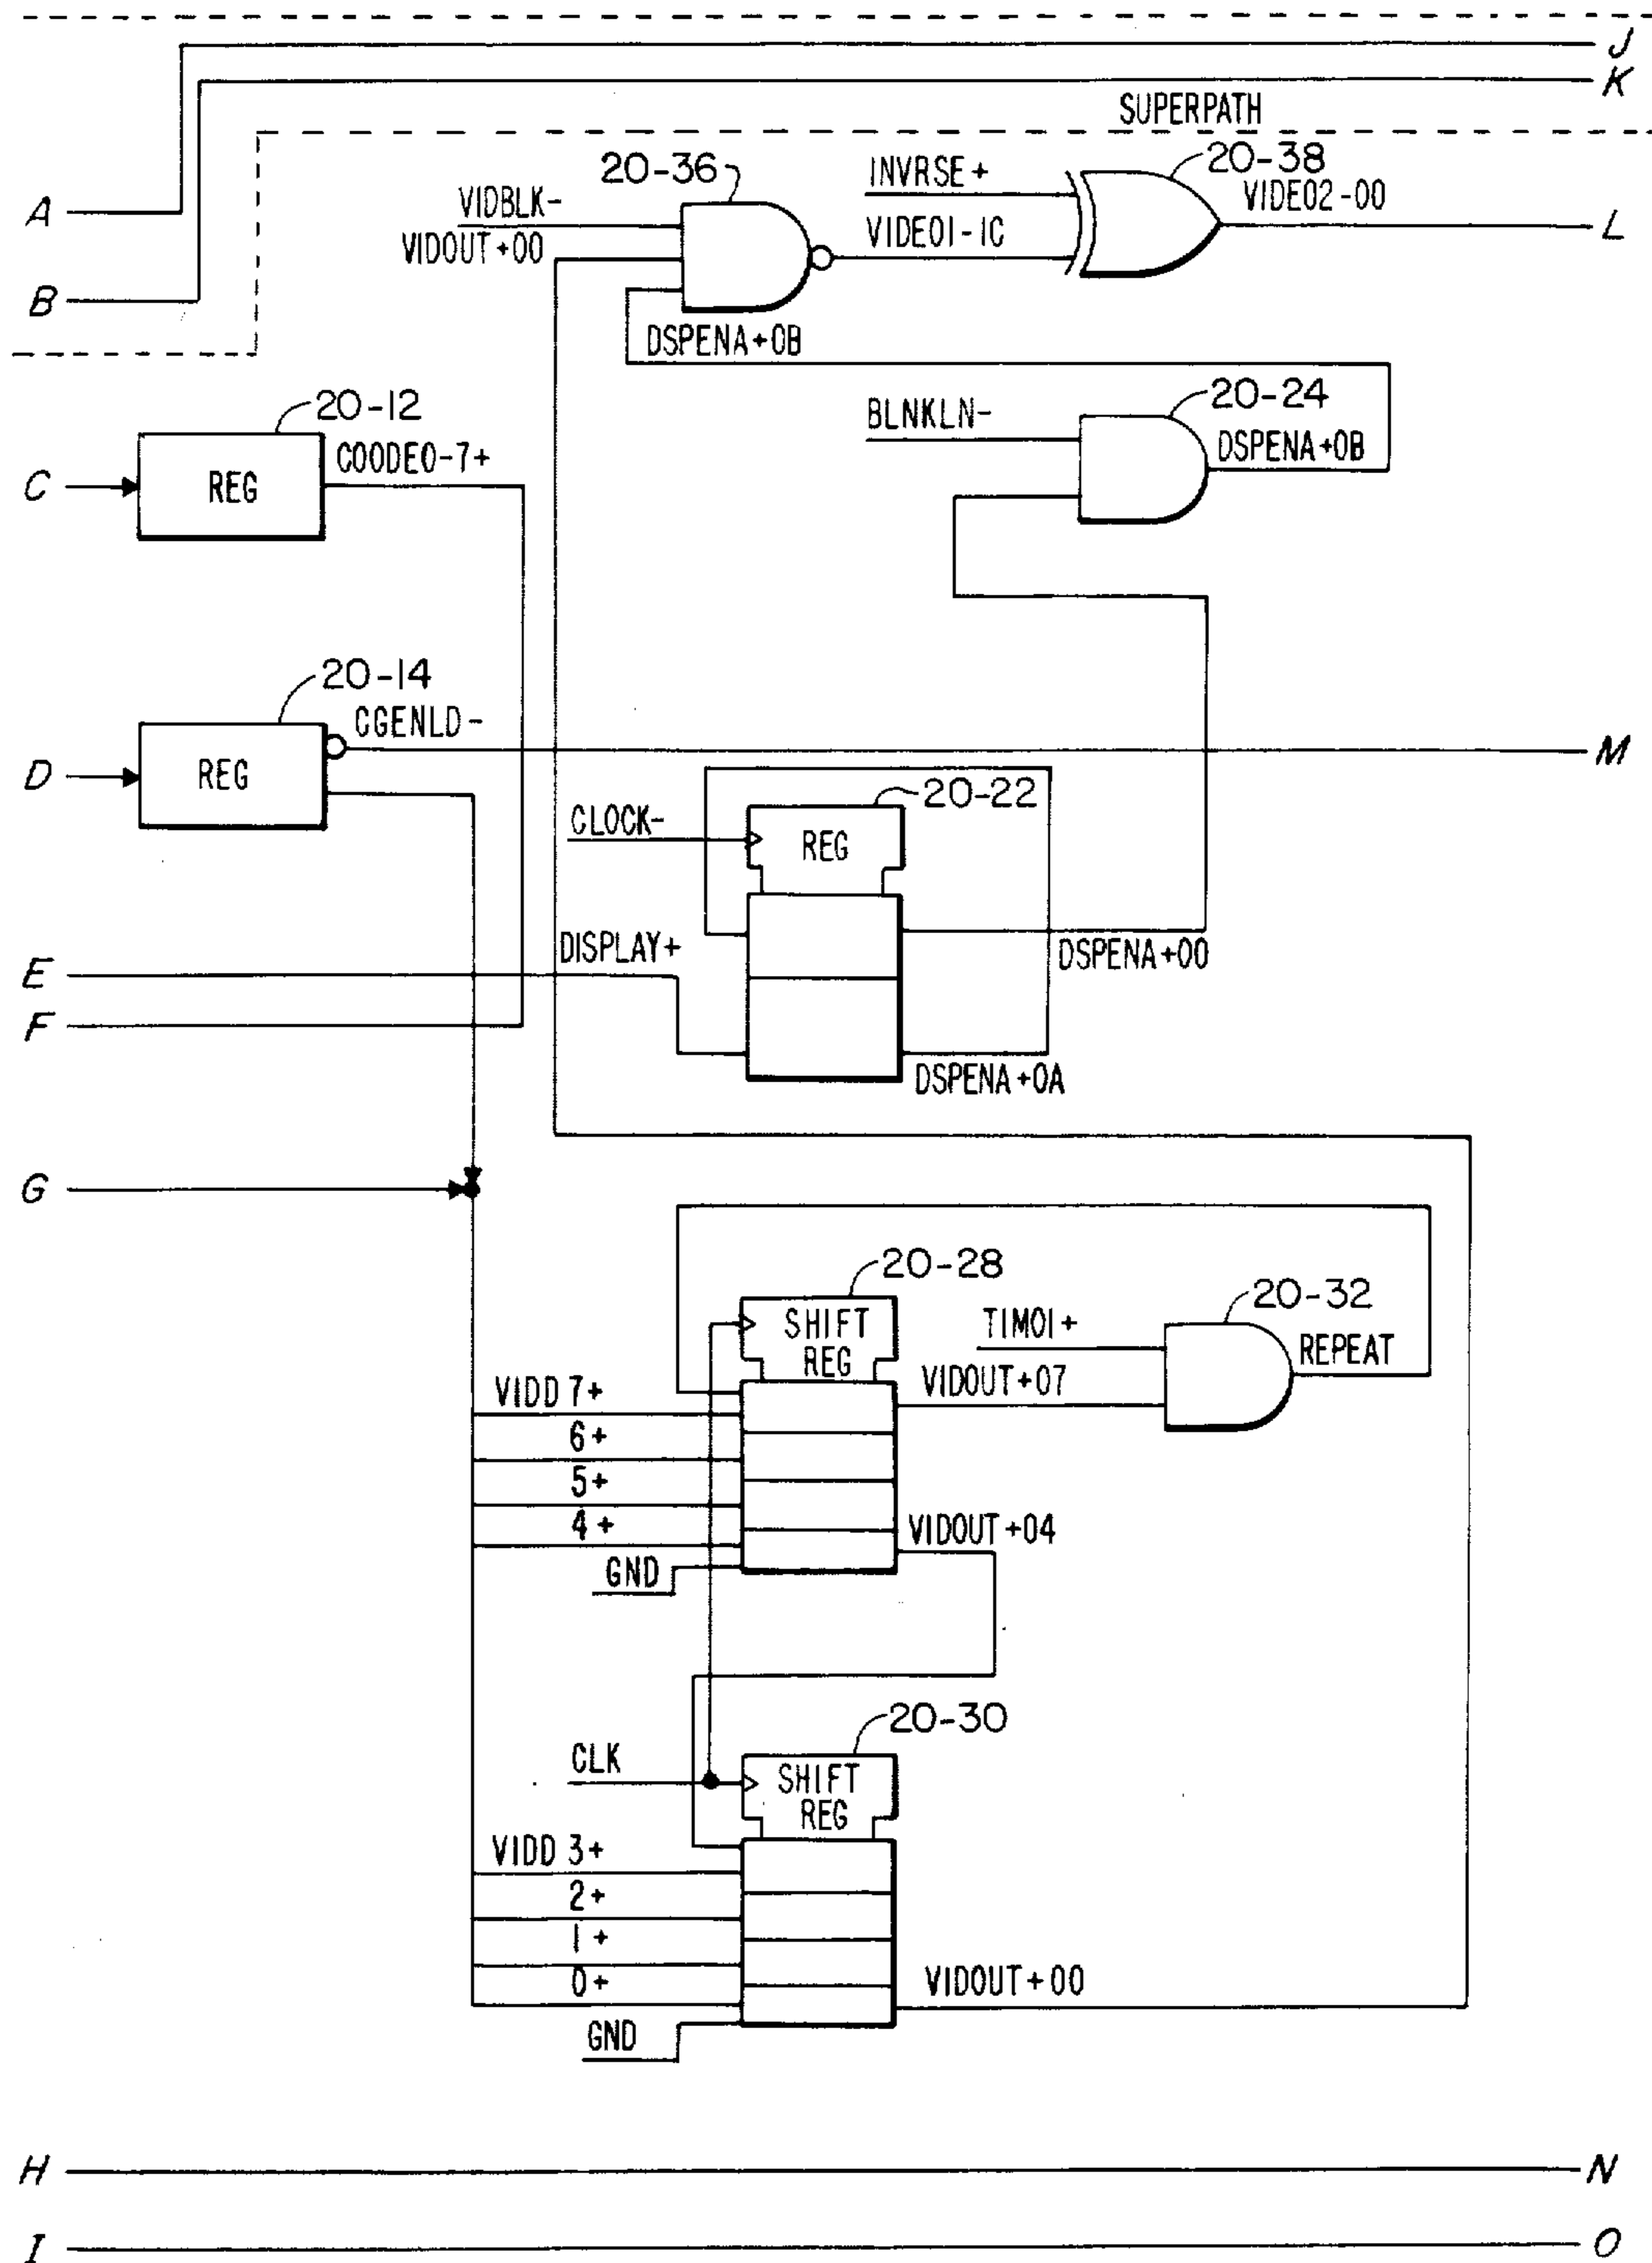 J
K
SUPERPATH
20-36
20-38
INVRSE+
VIDBLK-
VIDEO2-00
A
VIDOUT+00
VIDEO1-1C
L
B
DSPENA+0B
20-12
20-24
BLNKLN-
COODE0-7+
DSPENA+0B
C
REG
20-14
CGENLD-
D
REG
M
20-22
CLOCK-
REG
DISPLAY+
DSPENA+00
E
F
DSPENA+0A
G
20-28
20-32
SHIFT
REG
TIM01+
REPEAT
VIDD 7+
VIDOUT+07
6+
5+
4+
VIDOUT+04
GND
20-30
CLK
SHIFT
REG
VIDD 3+
2+
1+
0+
VIDOUT+00
GND
H
N
I
O